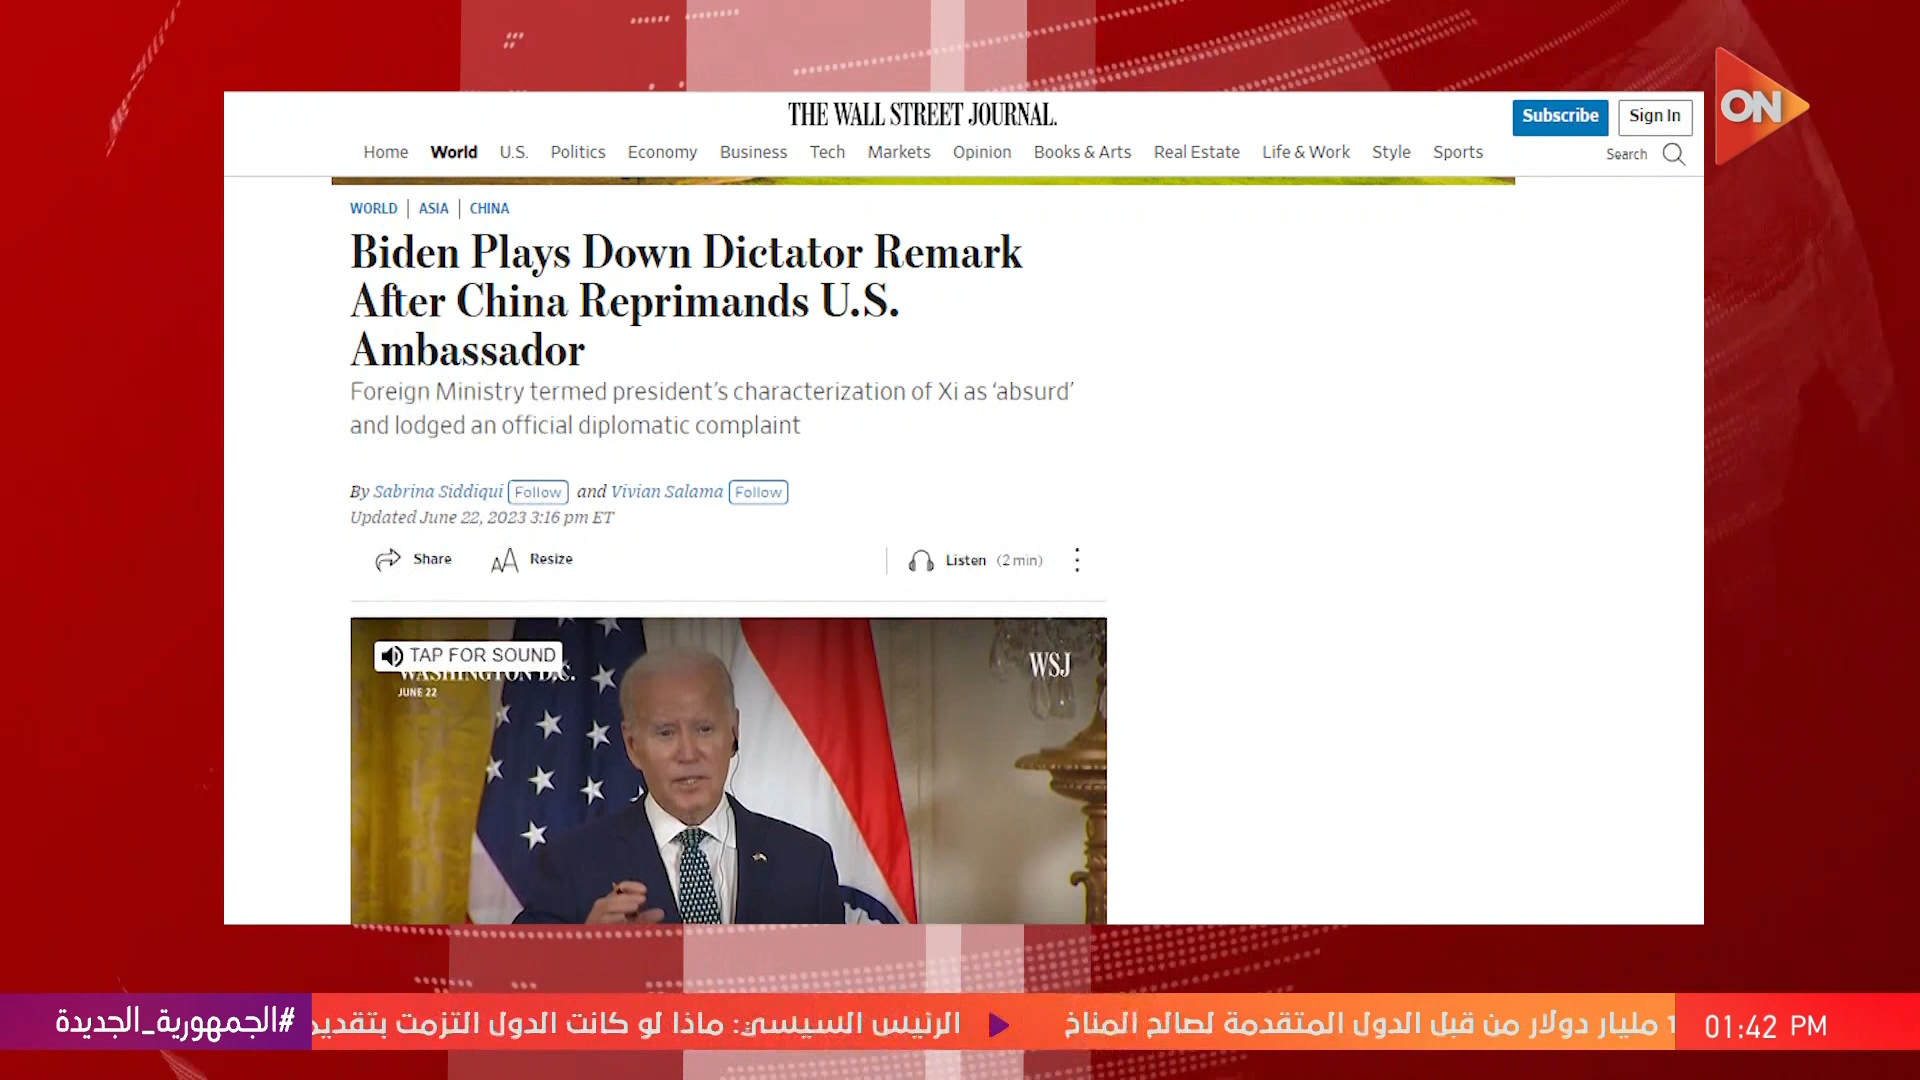 THE WALL STREET JOURNAL.
Subscribe
Sign In
ON
Home World U.S. Politics Economy Business Tech Markets Opinion Books & Arts Real Estate Life & Work Style Sports
Search
WORLD | ASIA | CHINA
Biden Plays Down Dictator Remark
After China Reprimands U.S.
Ambassador
Foreign Ministry termed president’s characterization of Xi as ‘absurd’
and lodged an official diplomatic complaint
By Sabrina Siddiqui Follow and Vivian Salama Follow
Updated June 22, 2023 3:16 pm ET
Share Resize Listen (2 min)
TAP FOR SOUND
WASHINGTON D.C.
JUNE 22
WSJ
#الجمهورية_الجديدة
1 مليار دولار من قبل الدول المتقدمة لصالح المناخ
الرئيس السيسي: ماذا لو كانت الدول التزمت بتقديم
01:42 PM